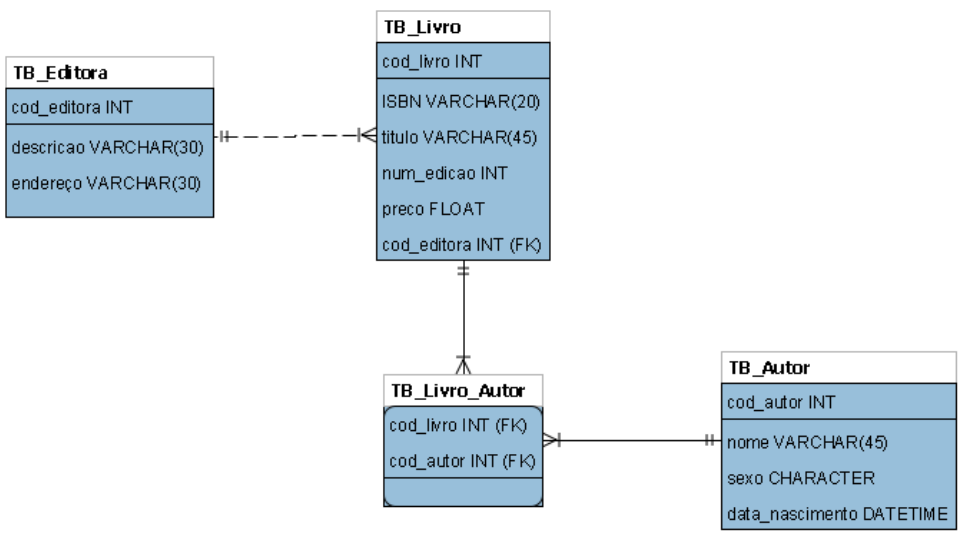 TB_Editora
cod_editora INT
descricao VARCHAR(30)
endereço VARCHAR(30)
TB_Livro
cod_livro INT
ISBN VARCHAR(20)
titulo VARCHAR(45)
num_edicao INT
preco FLOAT
cod_editora INT (FK)
TB_Livro_Autor
cod_livro INT (FK)
cod_autor INT (FK)
TB_Autor
cod_autor INT
nome VARCHAR(45)
sexo CHARACTER
data_nascimento DATETIME